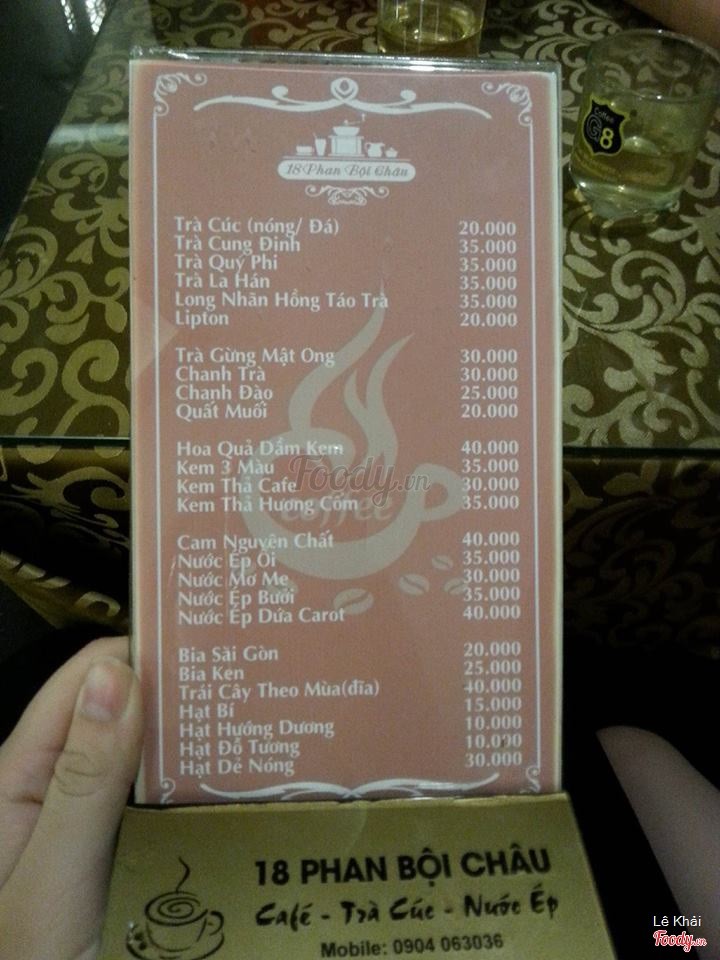 18 Phan Bội Châu
Trà Cúc (nóng/ Đá) 20.000
Trà Cung Đình 35.000
Trà Quý Phi 35.000
Trà La Hán 35.000
Long Nhãn Hồng Táo Trà 35.000
Lipton 20.000
Trà Gừng Mật Ong 30.000
Chanh Trà 30.000
Chanh Đào 25.000
Quất Muối 20.000
Hoa Quả Dầm Kem 40.000
Kem 3 Màu 35.000
Kem Thả Cafe 30.000
Kem Thả Hương Cốm 35.000
Foody.vn
coffee
Cam Nguyên Chất 40.000
Nước Ép Ổi 35.000
Nước Mơ Me 30.000
Nước Ép Bưởi 35.000
Nước Ép Dứa Carot 40.000
Bia Sài Gòn 20.000
Bia Ken 25.000
Trái Cây Theo Mùa(đĩa) 40.000
Hạt Bí 15.000
Hạt Hướng Dương 10.000
Hạt Đỗ Tương 10.000
Hạt Dẻ Nóng 30.000
18 PHAN BỘI CHÂU
Café - Trà Cúc - Nước Ép
Mobile: 0904 063036
Coffee
G8
Lê Khải
Foody.vn